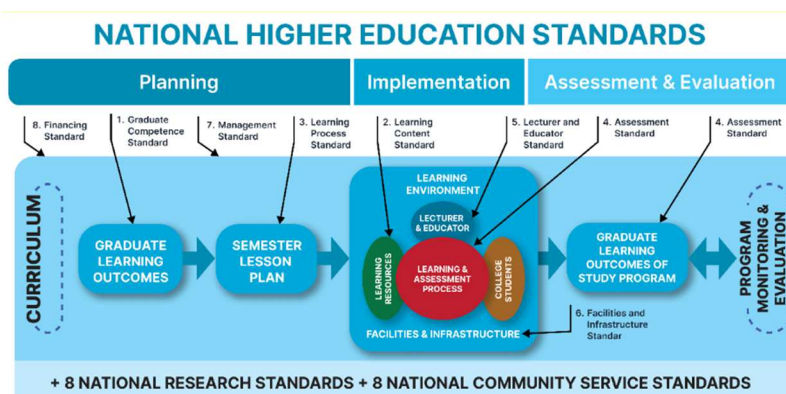 NATIONAL HIGHER EDUCATION STANDARDS
Planning
Implementation
Assessment & Evaluation
8. Financing
Standard
1. Graduate
Competence
Standard
7. Management
Standard
3. Learning
Process
Standard
2. Learning
Content
Standard
5. Lecturer and
Educator
Standard
4. Assessment
Standard
4. Assessment
Standard
CURRICULUM
GRADUATE
LEARNING
OUTCOMES
SEMESTER
LESSON
PLAN
LEARNING
ENVIRONMENT
LECTURER
& EDUCATOR
LEARNING
RESOURCES
LEARNING &
ASSESSMENT
PROCESS
COLLEGE
STUDENTS
FACILITIES & INFRASTRUCTURE
GRADUATE
LEARNING
OUTCOMES OF
STUDY PROGRAM
PROGRAM
MONITORING &
EVALUATION
6. Facilities and
Infrastructure
Standar
+ 8 NATIONAL RESEARCH STANDARDS + 8 NATIONAL COMMUNITY SERVICE STANDARDS